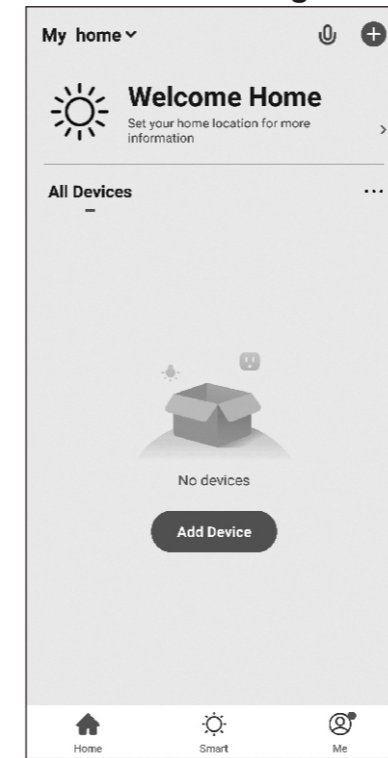 My home
Welcome Home
Set your home location for more
information
All Devices
No devices
Add Device
Home
Smart
Me